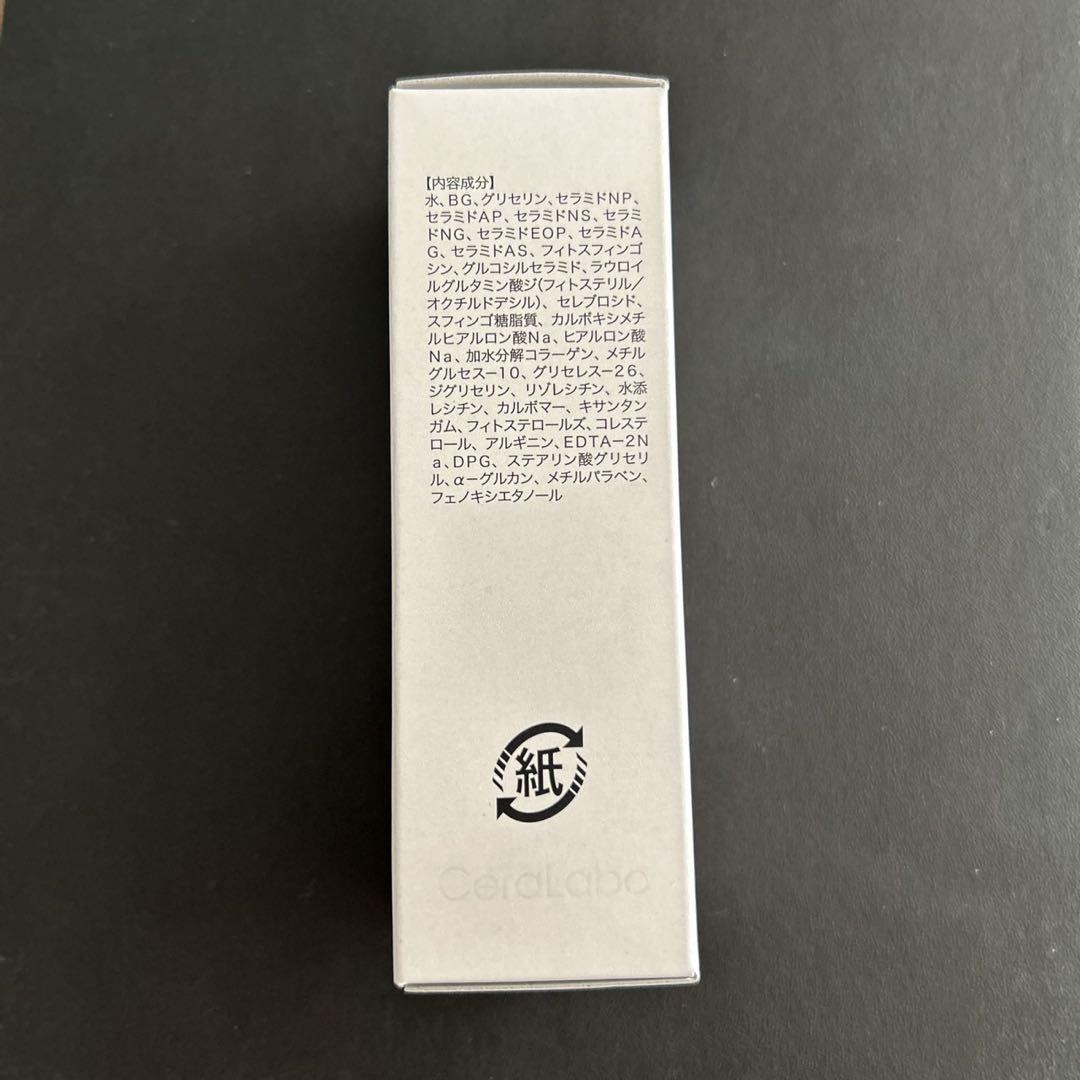 【内容成分】
水、BG、グリセリン、セラミドNP、
セラミドAP、セラミドNS、セラミ
ドNG、セラミドEOP、セラミドA
G、セラミドAS、フィトスフィンゴ
シン、グルコシルセラミド、ラウロイ
ルグルタミン酸ジ(フィトステリル/
オクチルドデシル)、セレブロシド、
スフィンゴ糖脂質、カルボキシメチ
ルヒアルロン酸Na、ヒアルロン酸
Na、加水分解コラーゲン、メチル
グルセス-10、グリセレス-26、
ジグリセリン、リゾレシチン、水添
レシチン、カルボマー、キサンタン
ガム、フィトステロールズ、コレステ
ロール、アルギニン、EDTA-2N
a、DPG、ステアリン酸グリセリ
ル、α-グルカン、メチルパラベン、
フェノキシエタノール
紙
CeraLabo